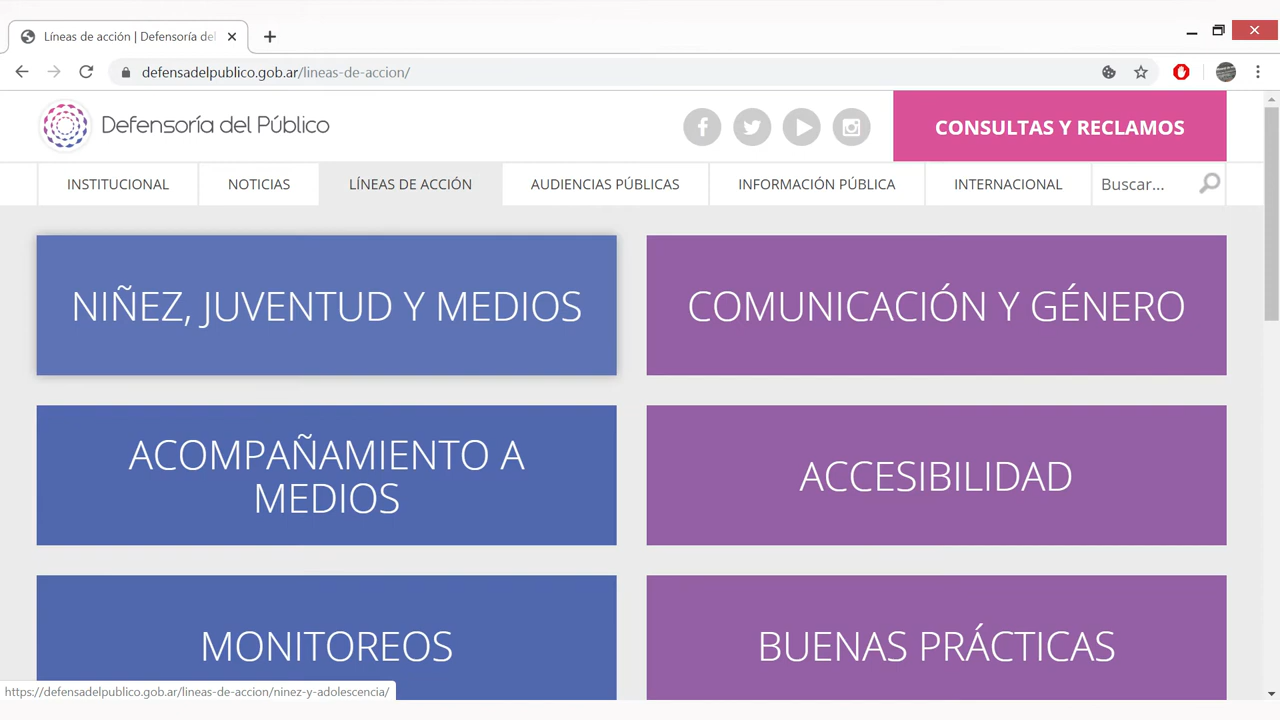 Líneas de acción | Defensoría del
defensadelpublico.gob.ar/lineas-de-accion/
Defensoría del Público
CONSULTAS Y RECLAMOS
INSTITUCIONAL
NOTICIAS
LÍNEAS DE ACCIÓN
AUDIENCIAS PÚBLICAS
INFORMACIÓN PÚBLICA
INTERNACIONAL
Buscar...
NIÑEZ, JUVENTUD Y MEDIOS
COMUNICACIÓN Y GÉNERO
ACOMPAÑAMIENTO A
MEDIOS
ACCESIBILIDAD
MONITOREOS
BUENAS PRÁCTICAS
https://defensadelpublico.gob.ar/lineas-de-accion/ninez-y-adolescencia/